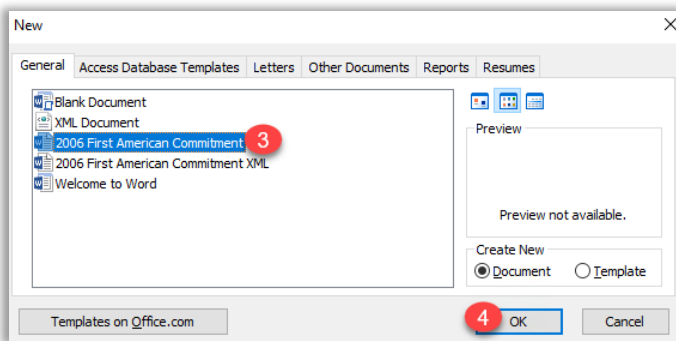 New
General Access Database Templates Letters Other Documents Reports Resumes
Blank Document
XML Document
2006 First American Commitment 3
2006 First American Commitment XML
Welcome to Word
Preview
Preview not available.
Create New
Document Template
Templates on Office.com
4 OK Cancel